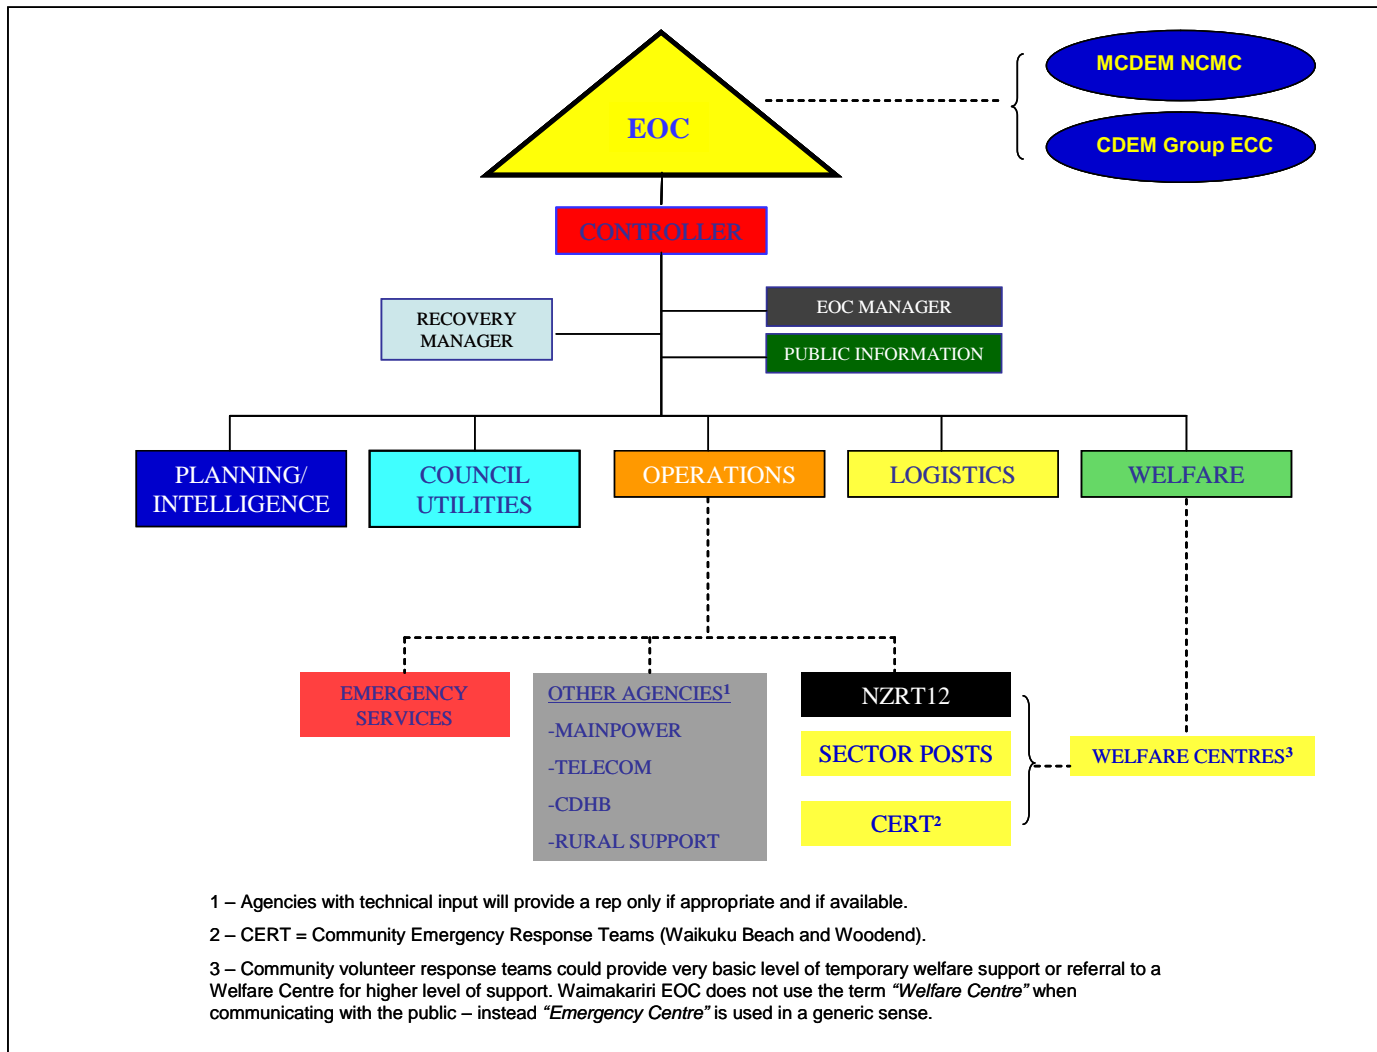 MCDEM NCMC
EOC
CDEM Group ECC
CONTROLLER
RECOVERY
MANAGER
EOC MANAGER
PUBLIC INFORMATION
PLANNING/
INTELLIGENCE
COUNCIL
UTILITIES
OPERATIONS
LOGISTICS
WELFARE
EMERGENCY
SERVICES
OTHER AGENCIES¹
-MAINPOWER
-TELECOM
-CDHB
-RURAL SUPPORT
NZRT12
SECTOR POSTS
CERT²
WELFARE CENTRES³
1 – Agencies with technical input will provide a rep only if appropriate and if available.
2 – CERT = Community Emergency Response Teams (Waikuku Beach and Woodend).
3 – Community volunteer response teams could provide very basic level of temporary welfare support or referral to a
Welfare Centre for higher level of support. Waimakariri EOC does not use the term “Welfare Centre” when
communicating with the public – instead “Emergency Centre” is used in a generic sense.